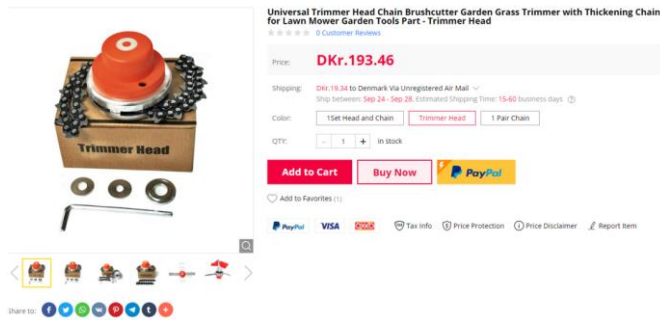 Universal Trimmer Head Chain Brushcutter Garden Grass Trimmer with Thickening Chain
for Lawn Mower Garden Tools Part - Trimmer Head
0 Customer Reviews
Price: DKr.193.46
Shipping: DKr.19.34 to Denmark Via Unregistered Air Mail
Ship between: Sep 24 - Sep 28, Estimated Shipping Time: 15-60 business days
Color: 1Set Head and Chain Trimmer Head 1 Pair Chain
QTY: - 1 + in stock
Add to Cart Buy Now PayPal
Add to Favorites (1)
PayPal VISA Tax Info Price Protection Price Disclaimer Report Item
Trimmer Head
Share to: